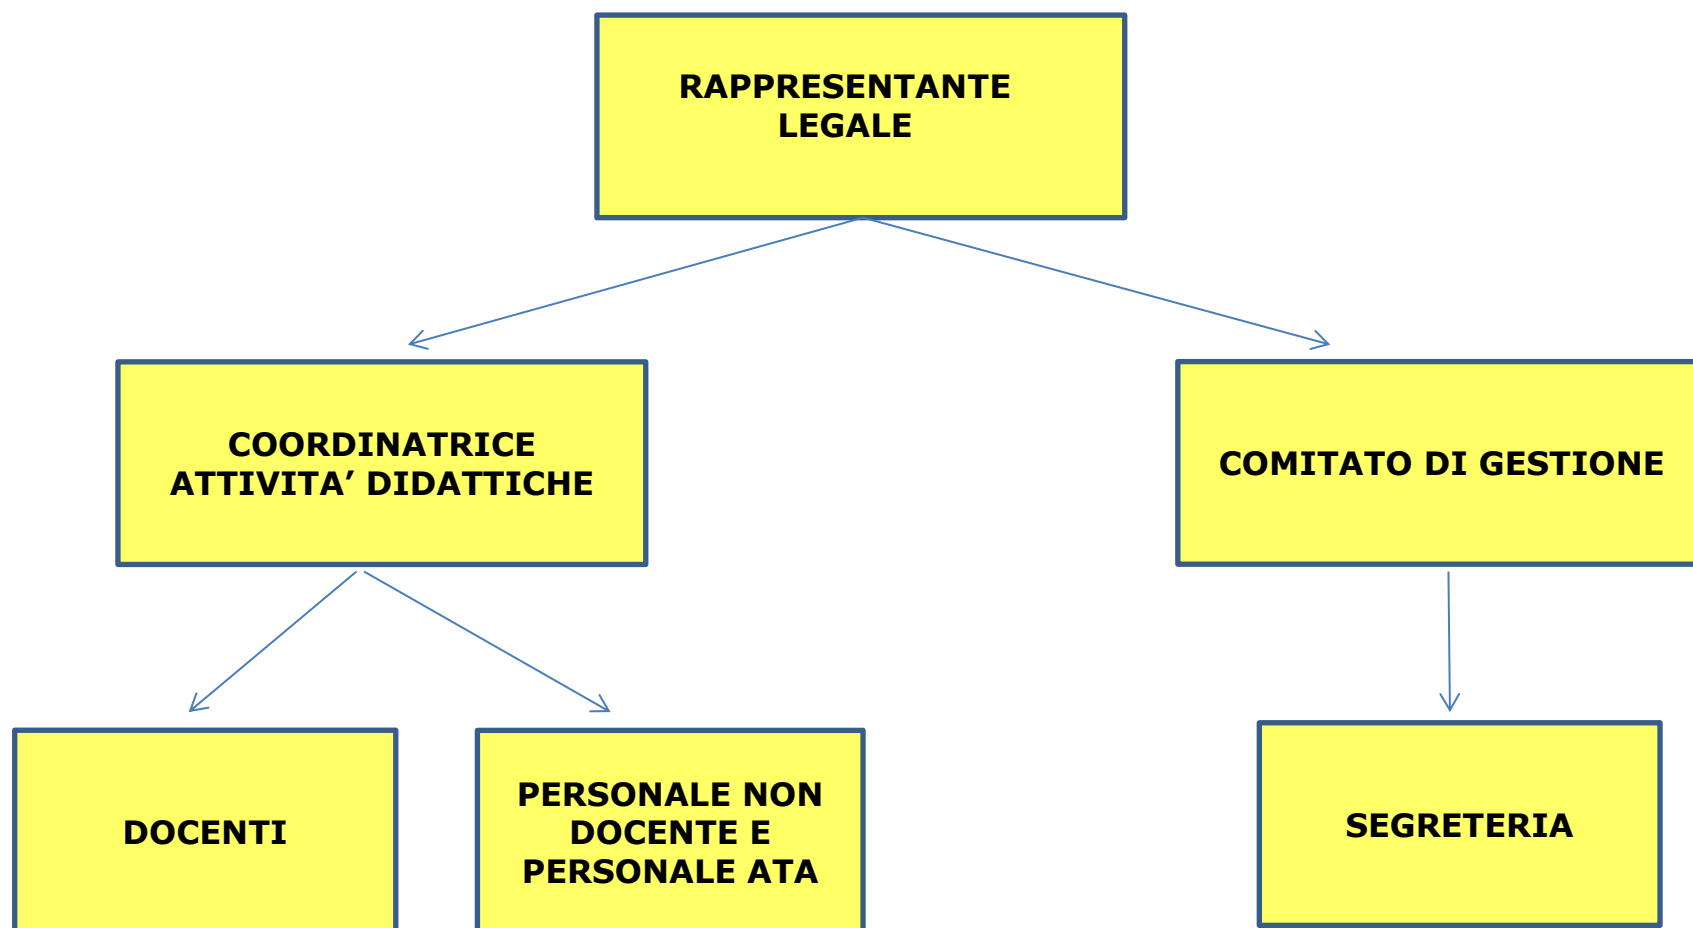 RAPPRESENTANTE
LEGALE
COORDINATRICE
ATTIVITA’ DIDATTICHE
COMITATO DI GESTIONE
DOCENTI
PERSONALE NON
DOCENTE E
PERSONALE ATA
SEGRETERIA